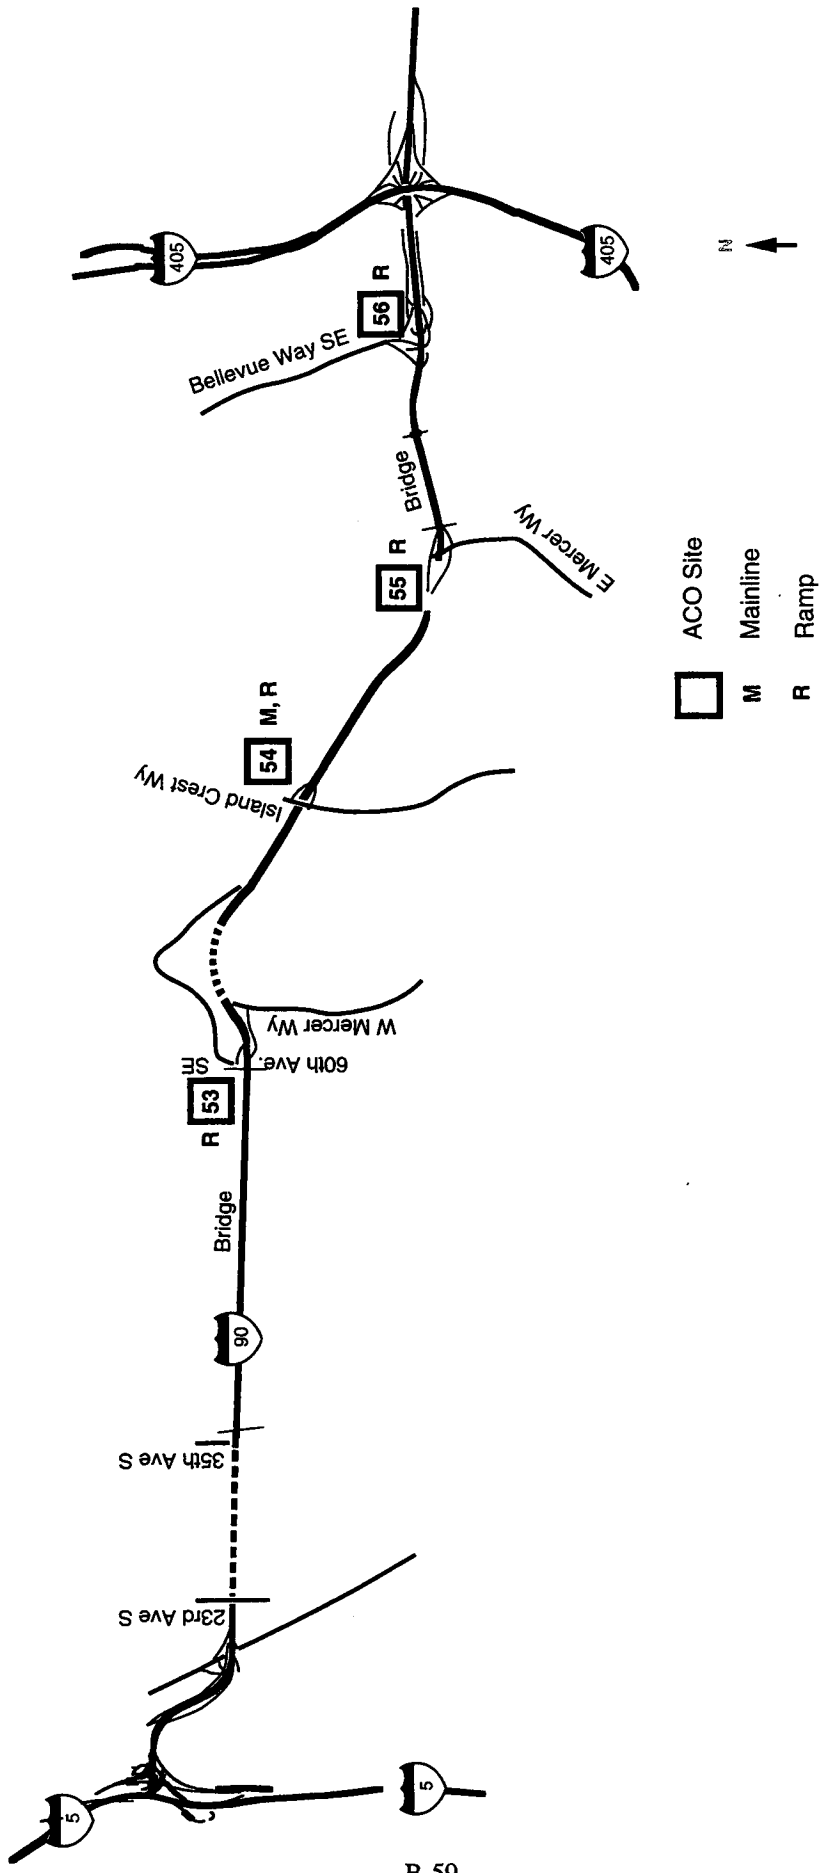 5
5
23rd Ave S
35th Ave S
90
Bridge
R 53
60th Ave. SE
W Mercer Wy
Island Crest Wy
54 M, R
55 R
E Mercer Wy
Bridge
Bellevue Way SE
56 R
405
405
N
ACO Site
M Mainline
R Ramp
B-59